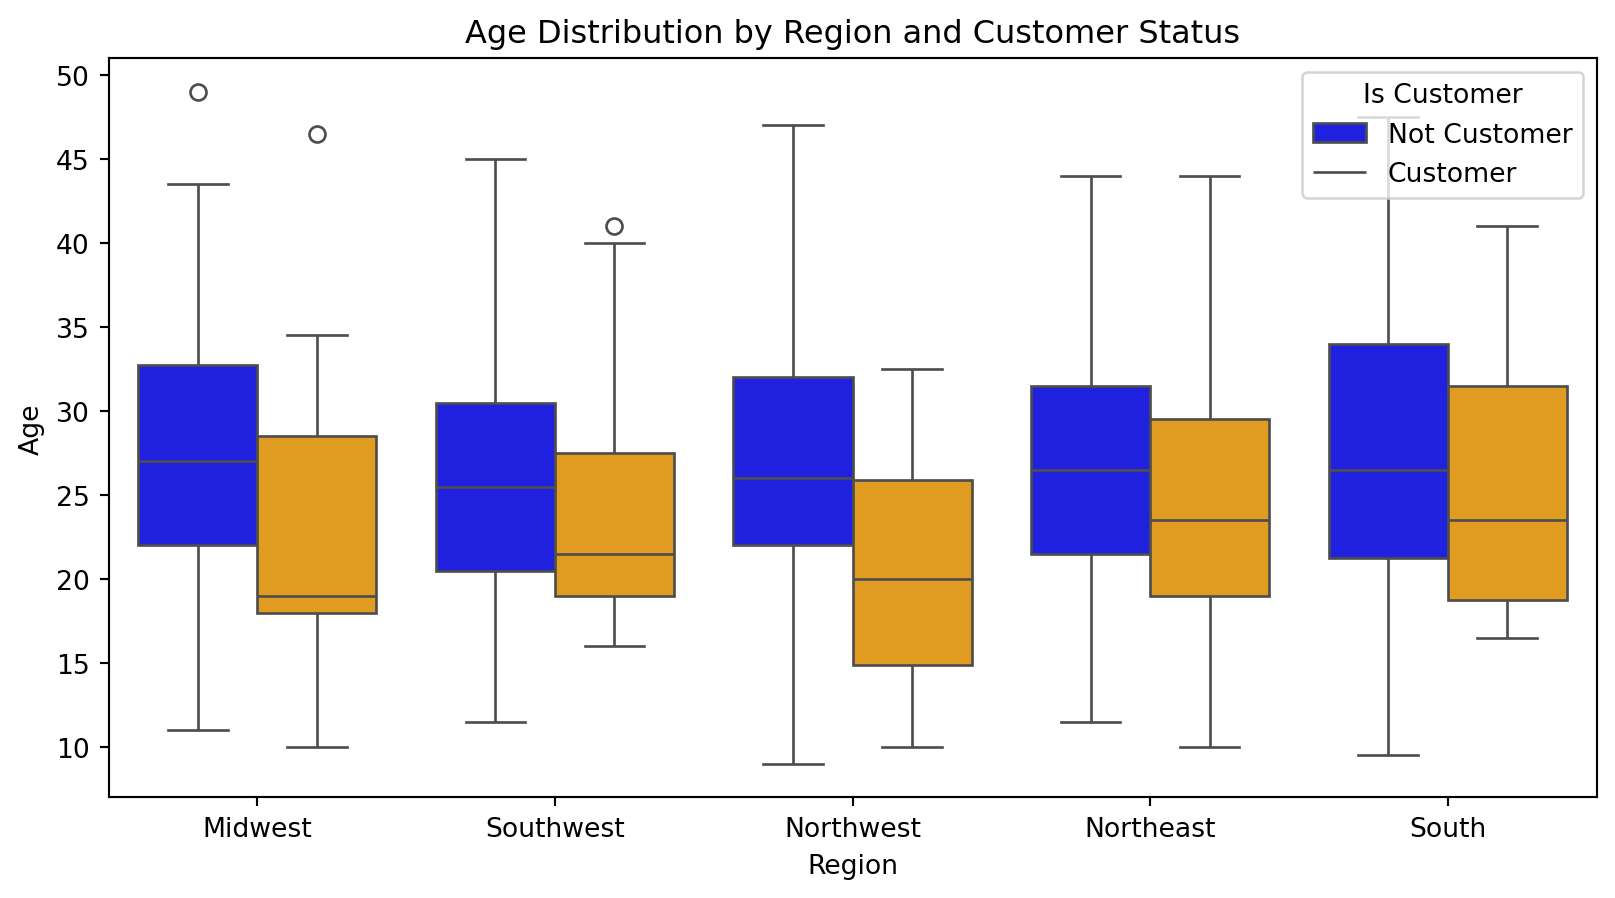 Age Distribution by Region and Customer Status
Is Customer
Not Customer
Customer
50
45
40
35
30
25
20
15
10
Age
Midwest
Southwest
Northwest
Northeast
South
Region